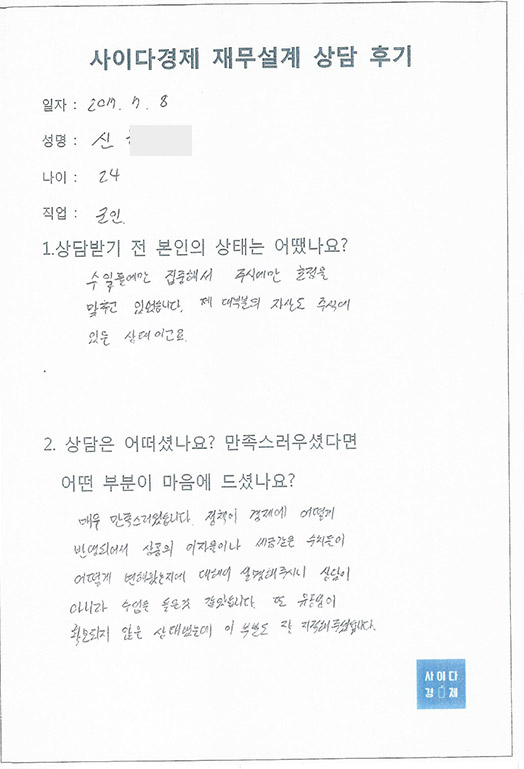 사이다경제 재무설계 상담 후기
일자 : 2017. 7. 8
성명 : 신
나이 : 24
직업 : 군인.
1.상담받기 전 본인의 상태는 어땠나요?
수익률에만 집중해서 주식에만 초점을
맞추고 있었습니다. 제 대부분의 자산도 주식에
있는 상태이고요.
2. 상담은 어떠셨나요? 만족스러우셨다면
어떤 부분이 마음에 드셨나요?
매우 만족스러웠습니다. 정책이 경제에 어떻게
반영되어서 상품의 이자율이나 세금같은 수치들이
어떻게 변해왔는지에 대해서 설명해주시니 상담이
아니라 수업을 들은것 같았습니다. 또 유동성이
확보되지 않은 상태였는데 이 부분도 잘 지적해주셨습니다.
사이다
경제